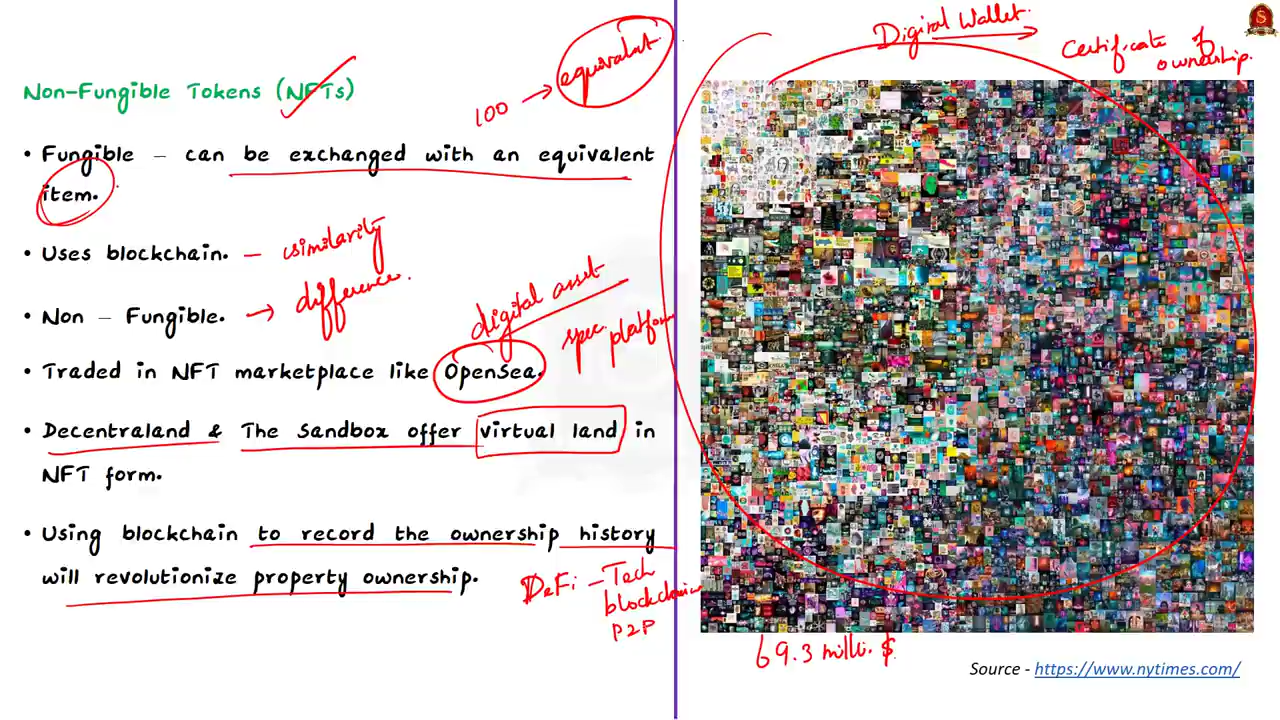 Non-Fungible Tokens (NFTs)
100 → equivalent
• Fungible – can be exchanged with an equivalent
item.
• Uses blockchain. – similarity
• Non – Fungible. → difference.
digital asset
• Traded in NFT marketplace like OpenSea.
spec platform
• Decentraland & The Sandbox offer virtual land in
NFT form.
• Using blockchain to record the ownership history
will revolutionize property ownership.
DeFi – Tech
blockchain
P2P
Digital Wallet
Certificate of
ownership.
69.3 milli. $
Source - https://www.nytimes.com/
S